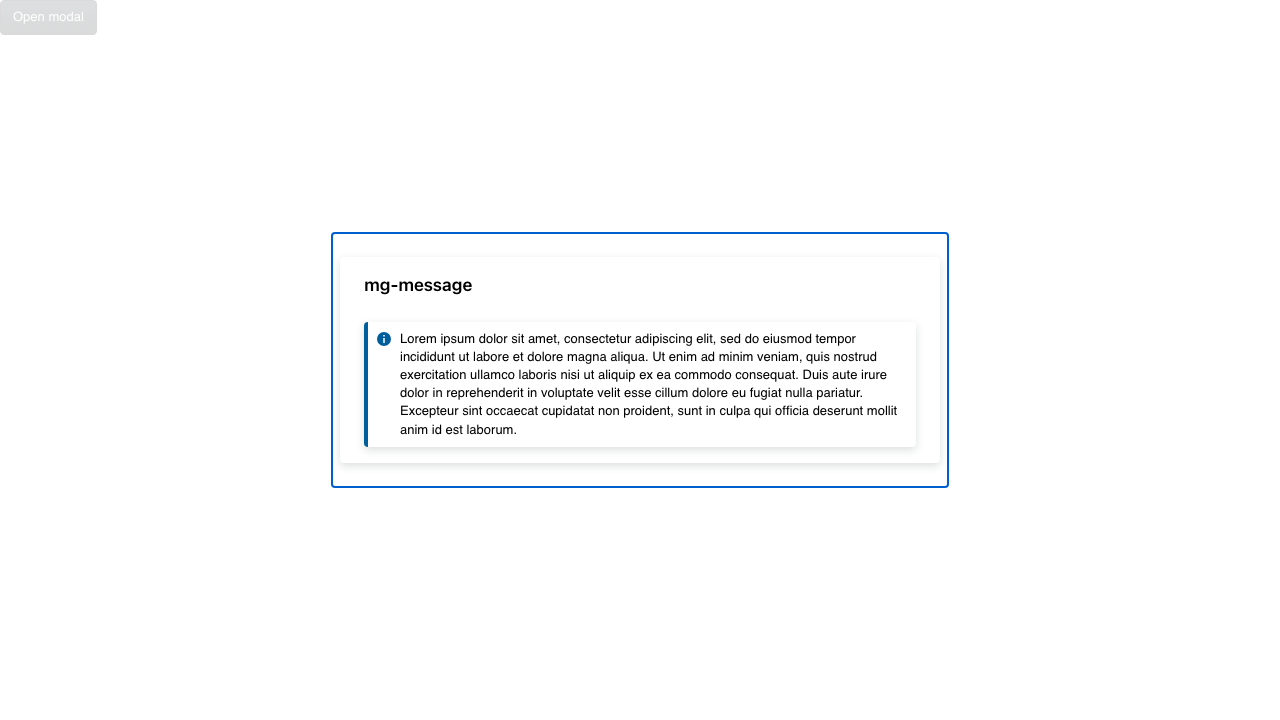 Open modal
mg-message
Lorem ipsum dolor sit amet, consectetur adipiscing elit, sed do eiusmod tempor
incididunt ut labore et dolore magna aliqua. Ut enim ad minim veniam, quis nostrud
exercitation ullamco laboris nisi ut aliquip ex ea commodo consequat. Duis aute irure
dolor in reprehenderit in voluptate velit esse cillum dolore eu fugiat nulla pariatur.
Excepteur sint occaecat cupidatat non proident, sunt in culpa qui officia deserunt mollit
anim id est laborum.